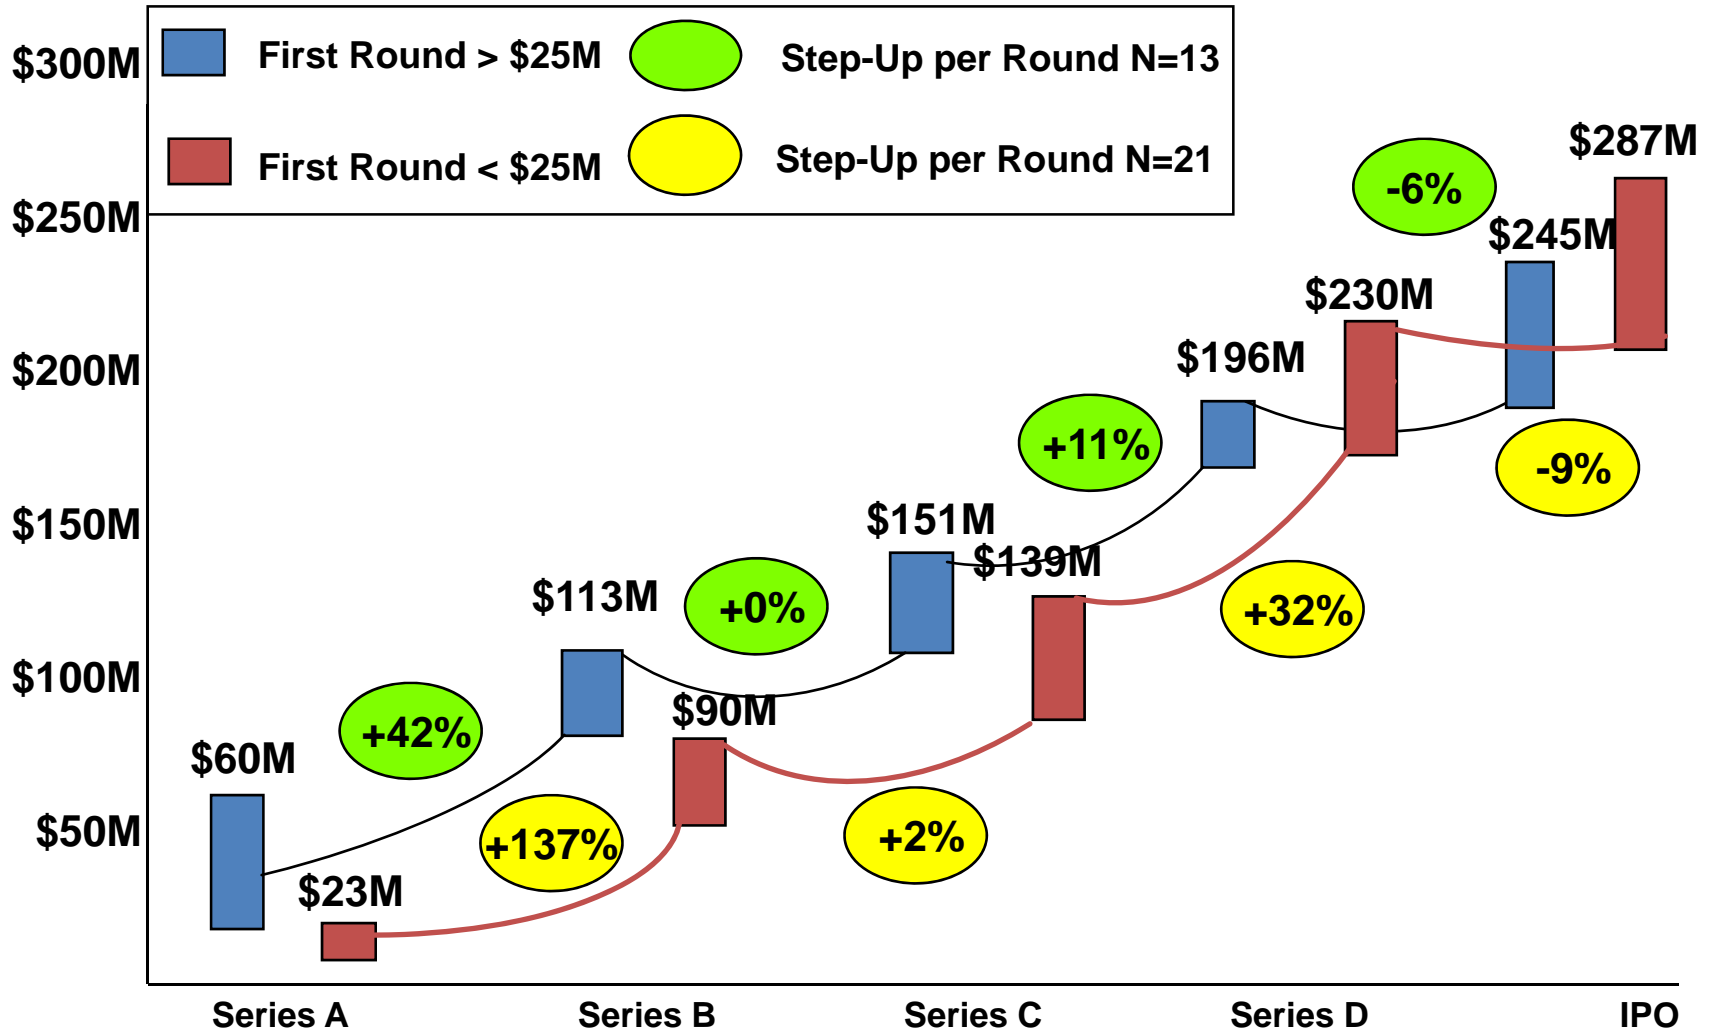 $300M
First Round > $25M
Step-Up per Round N=13
First Round < $25M
Step-Up per Round N=21
$287M
-6%
$250M
$245M
$230M
$200M
$196M
+11%
-9%
$150M
$151M
$139M
$113M
+0%
+32%
$100M
$90M
+42%
$60M
$50M
+137%
+2%
$23M
Series A
Series B
Series C
Series D
IPO